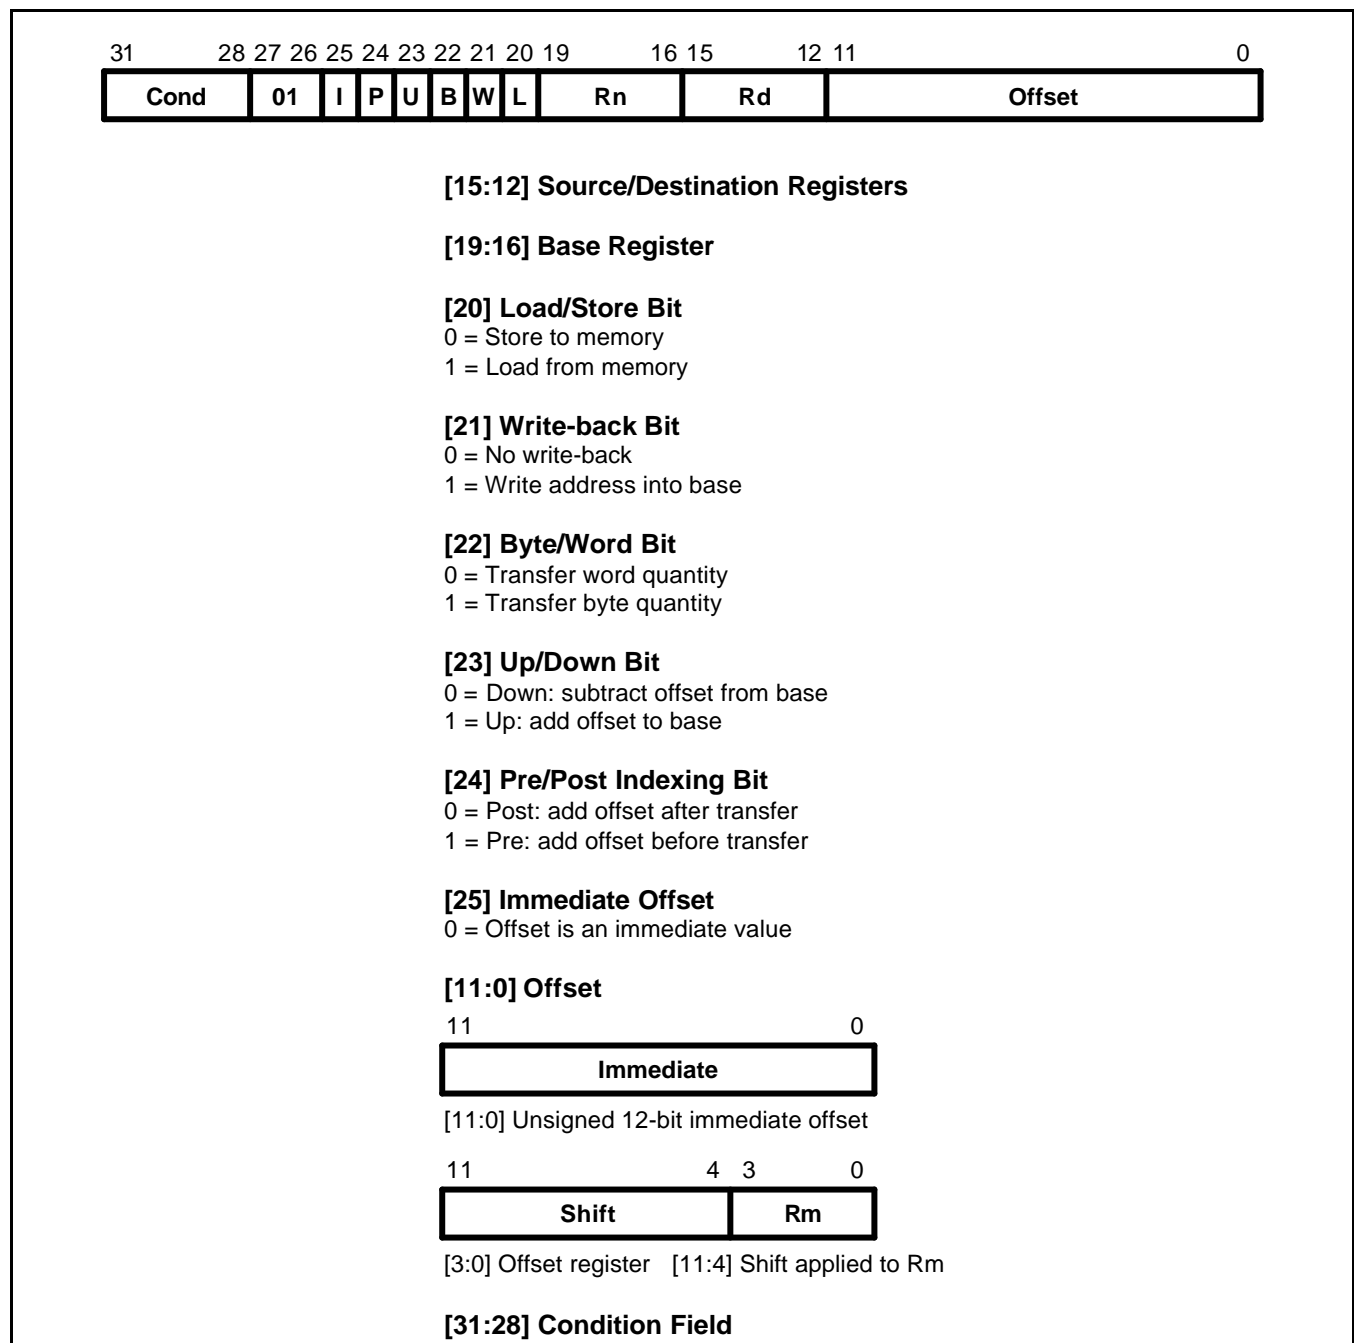 31 28 27 26 25 24 23 22 21 20 19 16 15 12 11 0
Cond 01 I P U B W L Rn Rd Offset
[15:12] Source/Destination Registers
[19:16] Base Register
[20] Load/Store Bit
0 = Store to memory
1 = Load from memory
[21] Write-back Bit
0 = No write-back
1 = Write address into base
[22] Byte/Word Bit
0 = Transfer word quantity
1 = Transfer byte quantity
[23] Up/Down Bit
0 = Down: subtract offset from base
1 = Up: add offset to base
[24] Pre/Post Indexing Bit
0 = Post: add offset after transfer
1 = Pre: add offset before transfer
[25] Immediate Offset
0 = Offset is an immediate value
[11:0] Offset
11 0
Immediate
[11:0] Unsigned 12-bit immediate offset
11 4 3 0
Shift Rm
[3:0] Offset register [11:4] Shift applied to Rm
[31:28] Condition Field